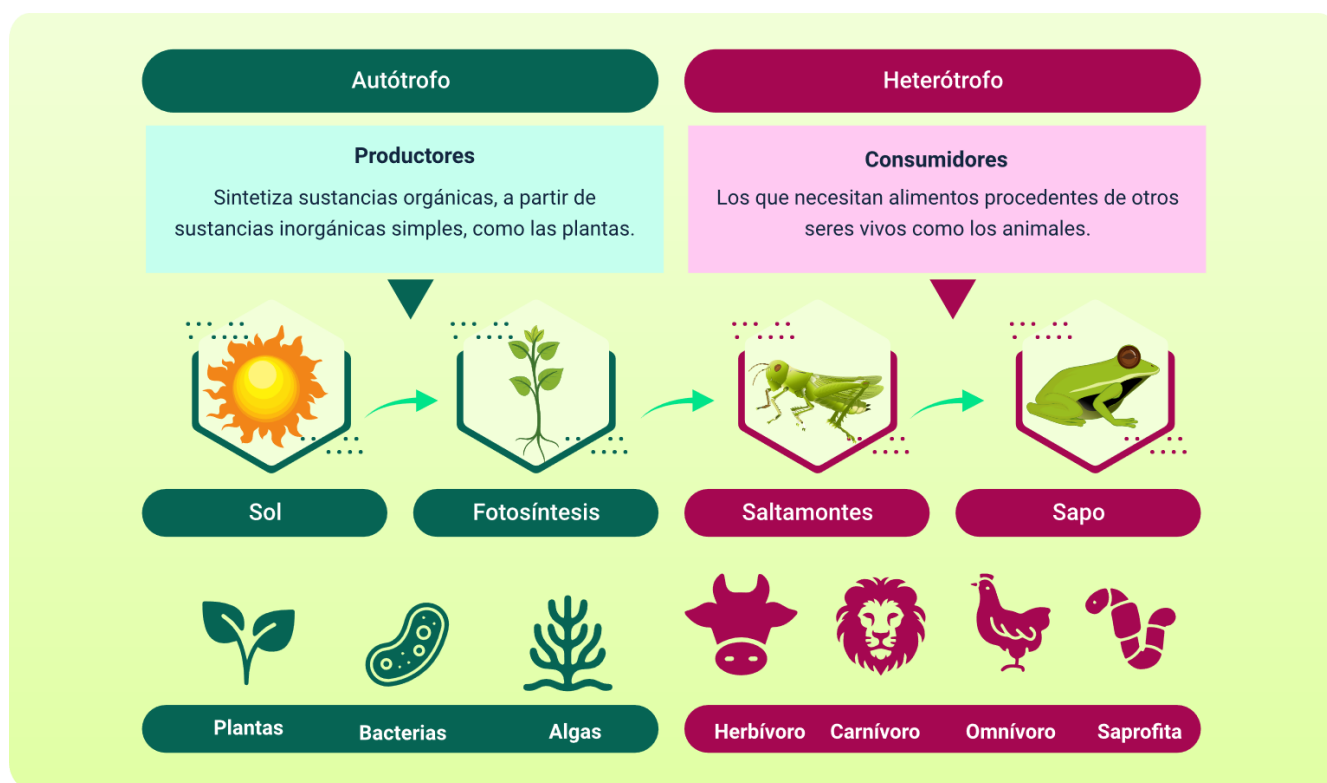 Autótrofo
Heterótrofo
Productores
Sintetiza sustancias orgánicas, a partir de
sustancias inorgánicas simples, como las plantas.
Consumidores
Los que necesitan alimentos procedentes de otros
seres vivos como los animales.
Sol
Fotosíntesis
Saltamontes
Sapo
Plantas
Bacterias
Algas
Herbívoro
Carnívoro
Omnívoro
Saprofita